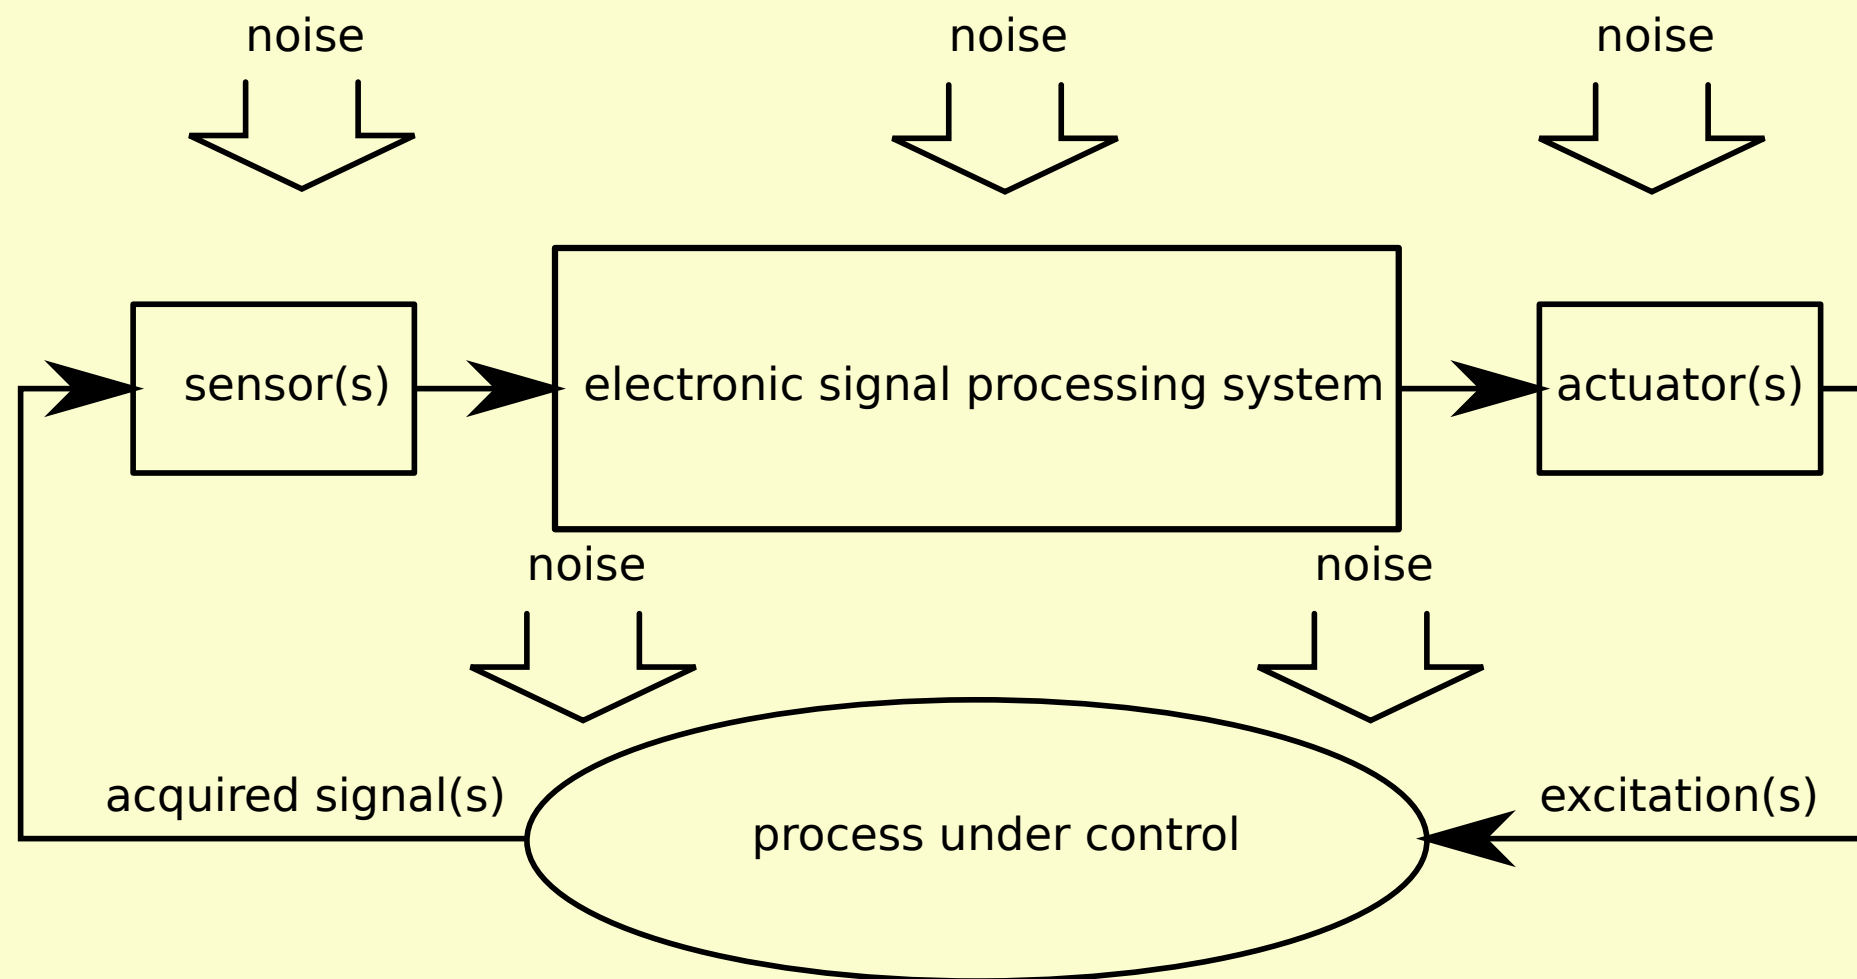 noise
noise
noise
sensor(s)
electronic signal processing system
actuator(s)
noise
noise
acquired signal(s)
excitation(s)
process under control